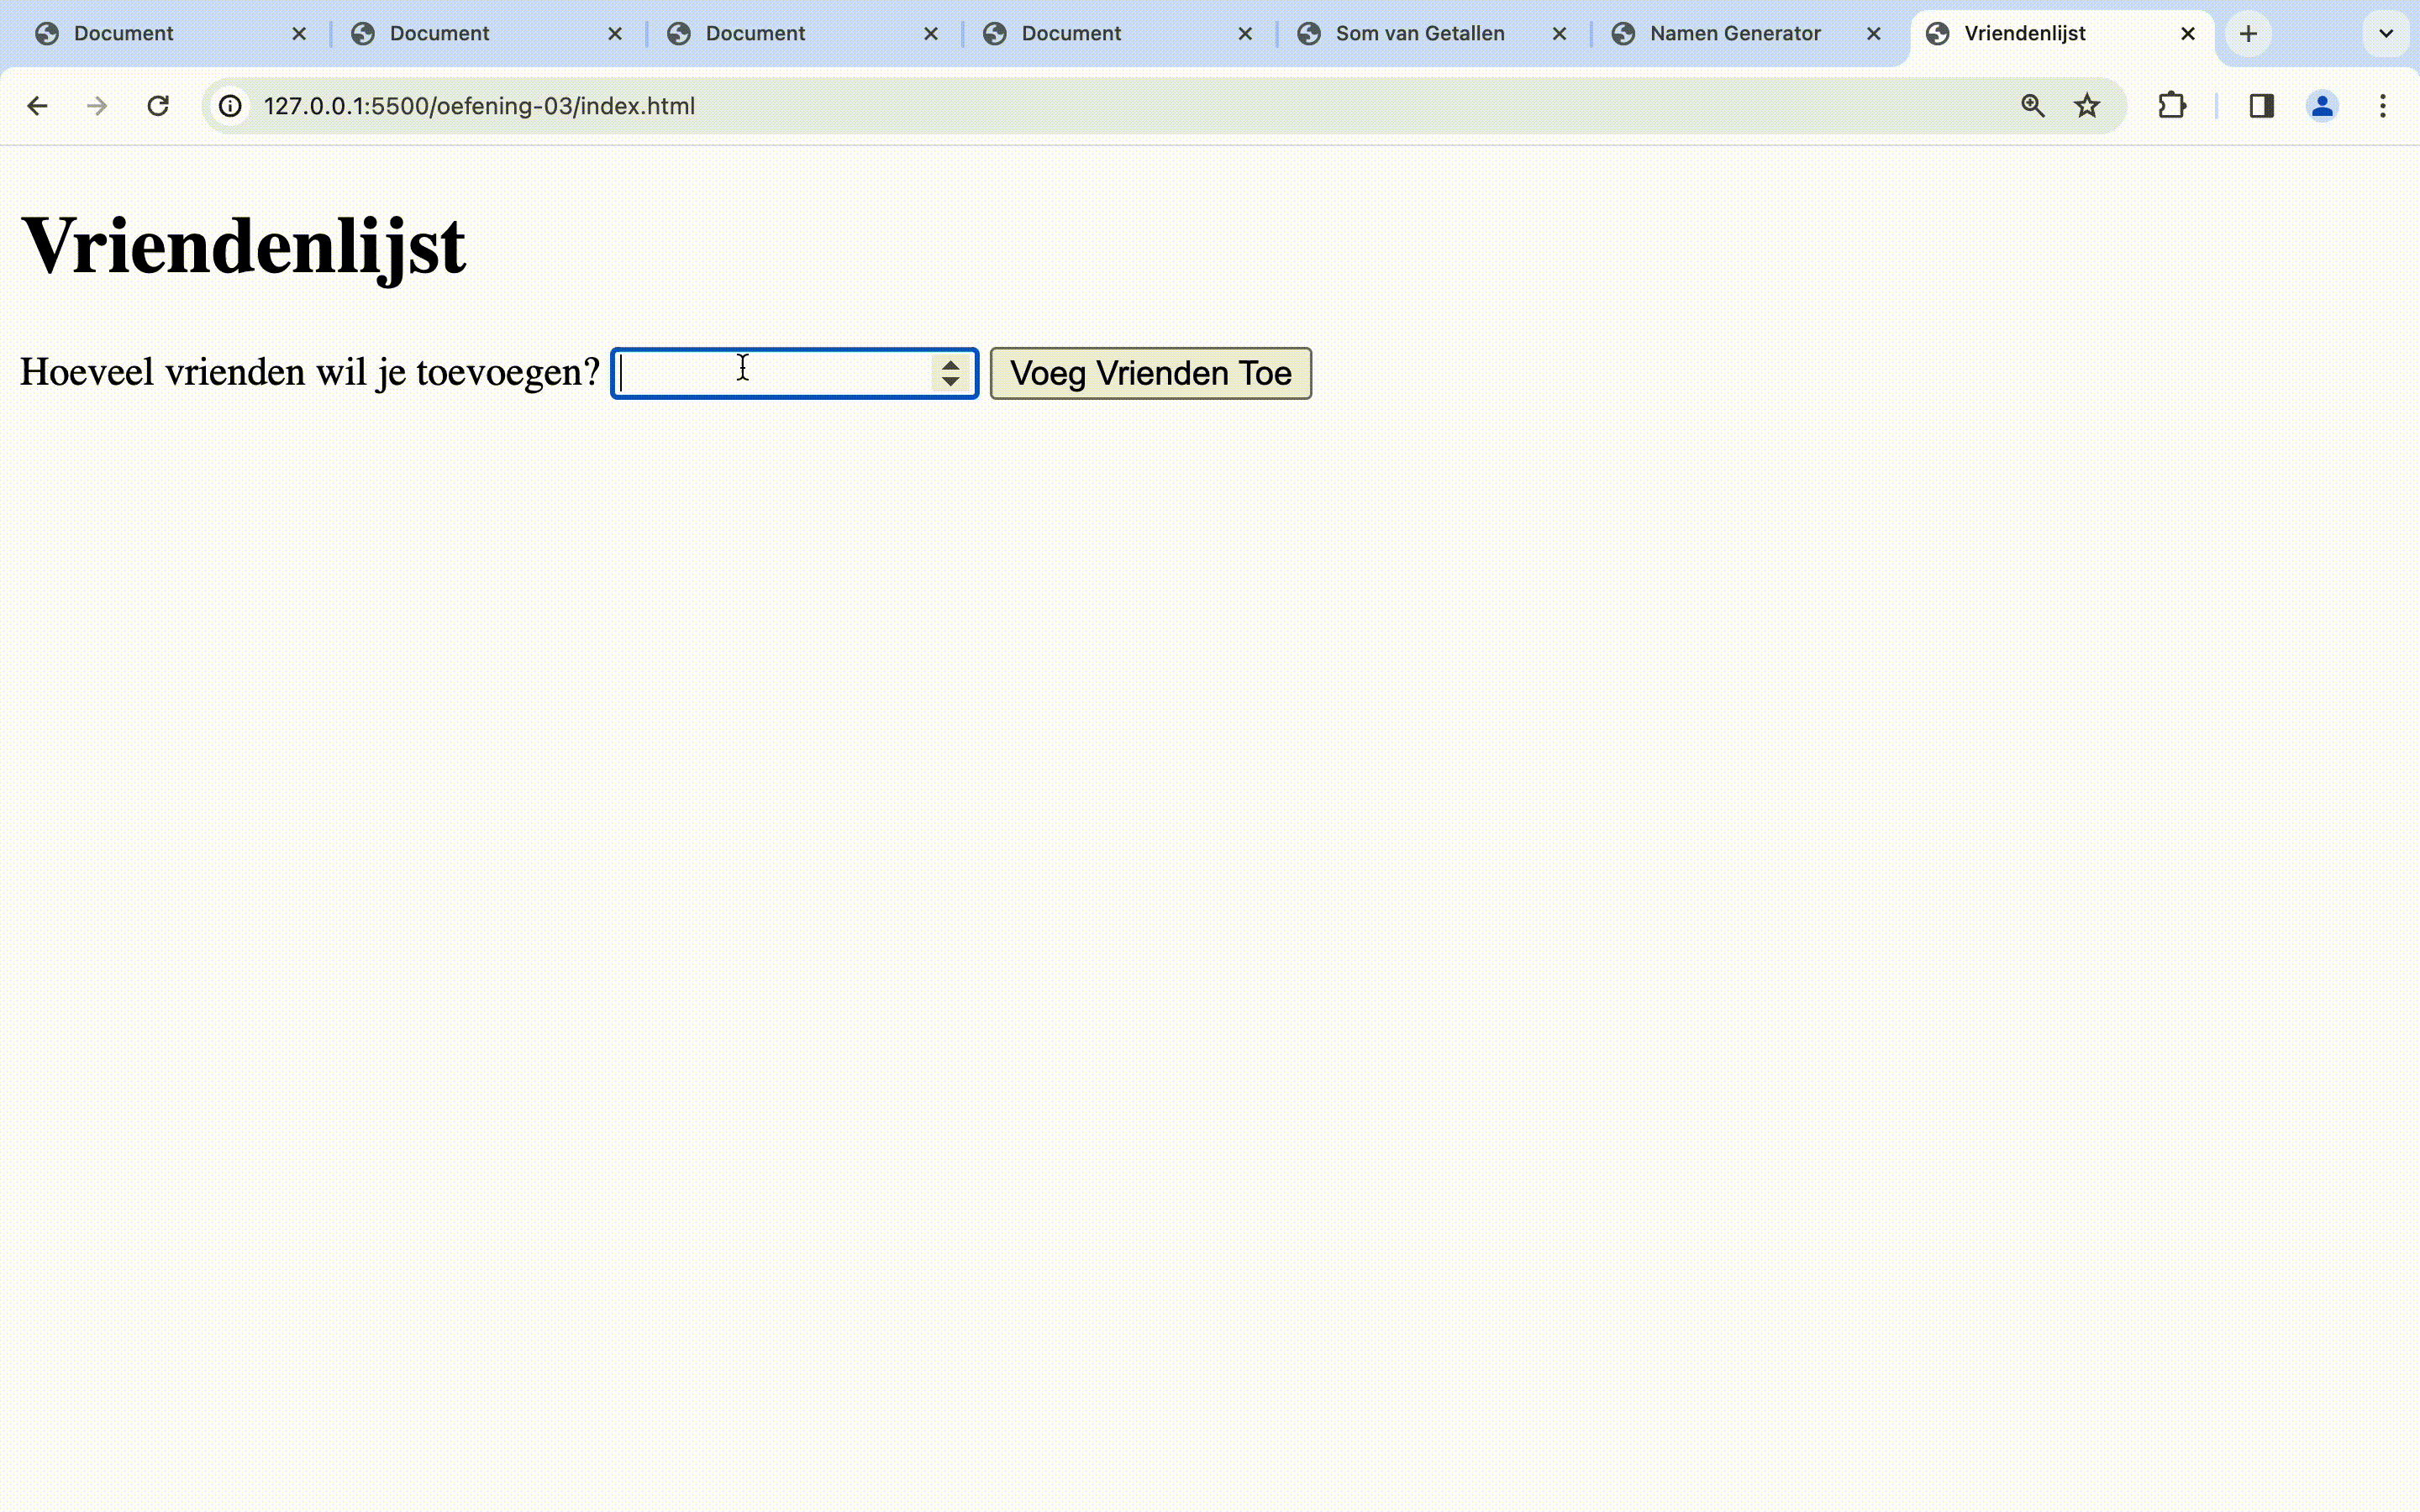 Document Document Document Document Som van Getallen Namen Generator Vriendenlijst
127.0.0.1:5500/oefening-03/index.html
Vriendenlijst
Hoeveel vrienden wil je toevoegen? Voeg Vrienden Toe